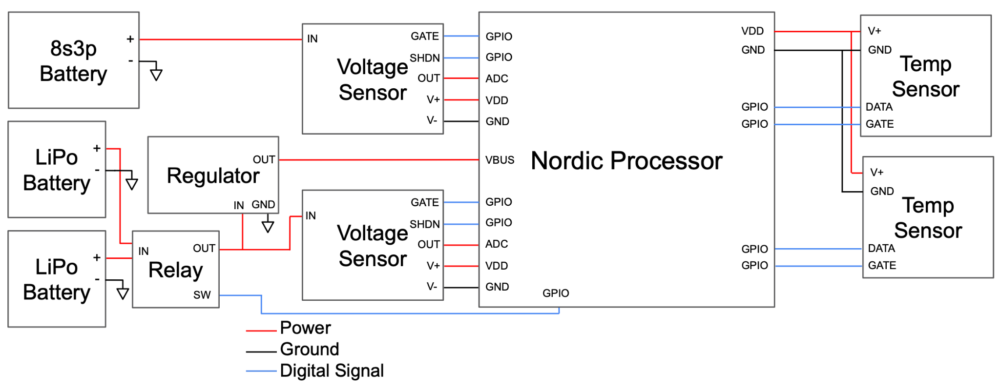 8s3p
Battery
+
-
LiPo
Battery
+
-
LiPo
Battery
+
-
Regulator
OUT
IN
GND
Relay
IN
OUT
SW
Voltage
Sensor
IN
GATE
SHDN
OUT
V+
V-
Voltage
Sensor
IN
GATE
SHDN
OUT
V+
V-
Nordic Processor
GPIO
GPIO
ADC
VDD
GND
VBUS
GPIO
GPIO
ADC
VDD
GND
GPIO
VDD
GND
GPIO
GPIO
GPIO
GPIO
Temp
Sensor
V+
GND
DATA
GATE
Temp
Sensor
V+
GND
DATA
GATE
Power
Ground
Digital Signal